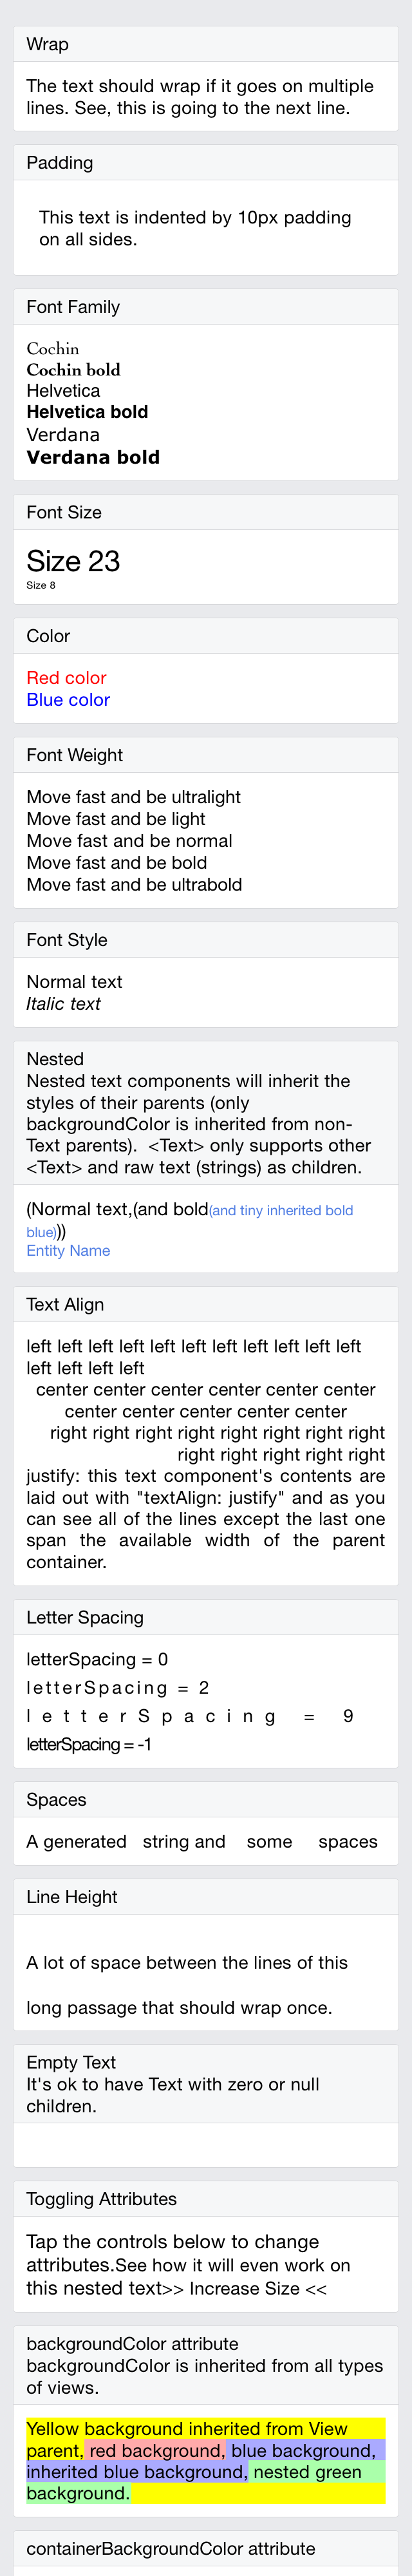 Wrap
The text should wrap if it goes on multiple
lines. See, this is going to the next line.
Padding
This text is indented by 10px padding
on all sides.
Font Family
Cochin
Cochin bold
Helvetica
Helvetica bold
Verdana
Verdana bold
Font Size
Size 23
Size 8
Color
Red color
Blue color
Font Weight
Move fast and be ultralight
Move fast and be light
Move fast and be normal
Move fast and be bold
Move fast and be ultrabold
Font Style
Normal text
Italic text
Nested
Nested text components will inherit the
styles of their parents (only
backgroundColor is inherited from non-
Text parents).  <Text> only supports other
<Text> and raw text (strings) as children.
(Normal text,(and bold(and tiny inherited bold
blue)))
Entity Name
Text Align
left left left left left left left left left left left
left left left left
center center center center center center
center center center center center
right right right right right right right right
right right right right right
justify: this text component's contents are
laid out with "textAlign: justify" and as you
can see all of the lines except the last one
span the available width of the parent
container.
Letter Spacing
letterSpacing = 0
letterSpacing = 2
letterSpacing = 9
letterSpacing = -1
Spaces
A generated   string and    some     spaces
Line Height
A lot of space between the lines of this
long passage that should wrap once.
Empty Text
It's ok to have Text with zero or null
children.
Toggling Attributes
Tap the controls below to change
attributes.See how it will even work on
this nested text>> Increase Size <<
backgroundColor attribute
backgroundColor is inherited from all types
of views.
Yellow background inherited from View
parent, red background, blue background,
inherited blue background, nested green
background.
containerBackgroundColor attribute